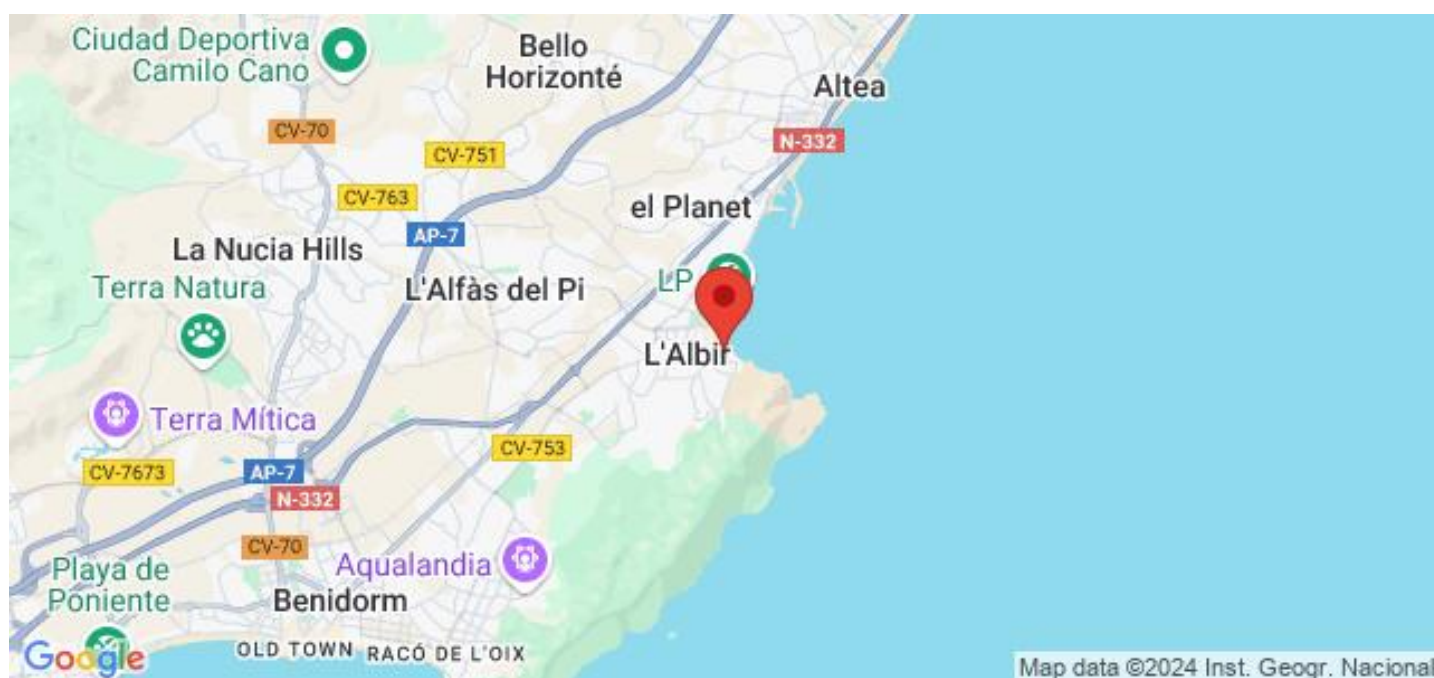 Ciudad Deportiva
Camilo Cano
Bello
Horizonté
Altea
CV-70
N-332
CV-751
CV-763
el Planet
AP-7
La Nucia Hills
LP
Terra Natura
L'Alfàs del Pi
L'Albir
Terra Mítica
CV-753
CV-7673
AP-7
N-332
CV-70
Aqualandia
Playa de
Poniente
Benidorm
OLD TOWN
RACÓ DE L'OIX
Google
Map data ©2024 Inst. Geogr. Nacional